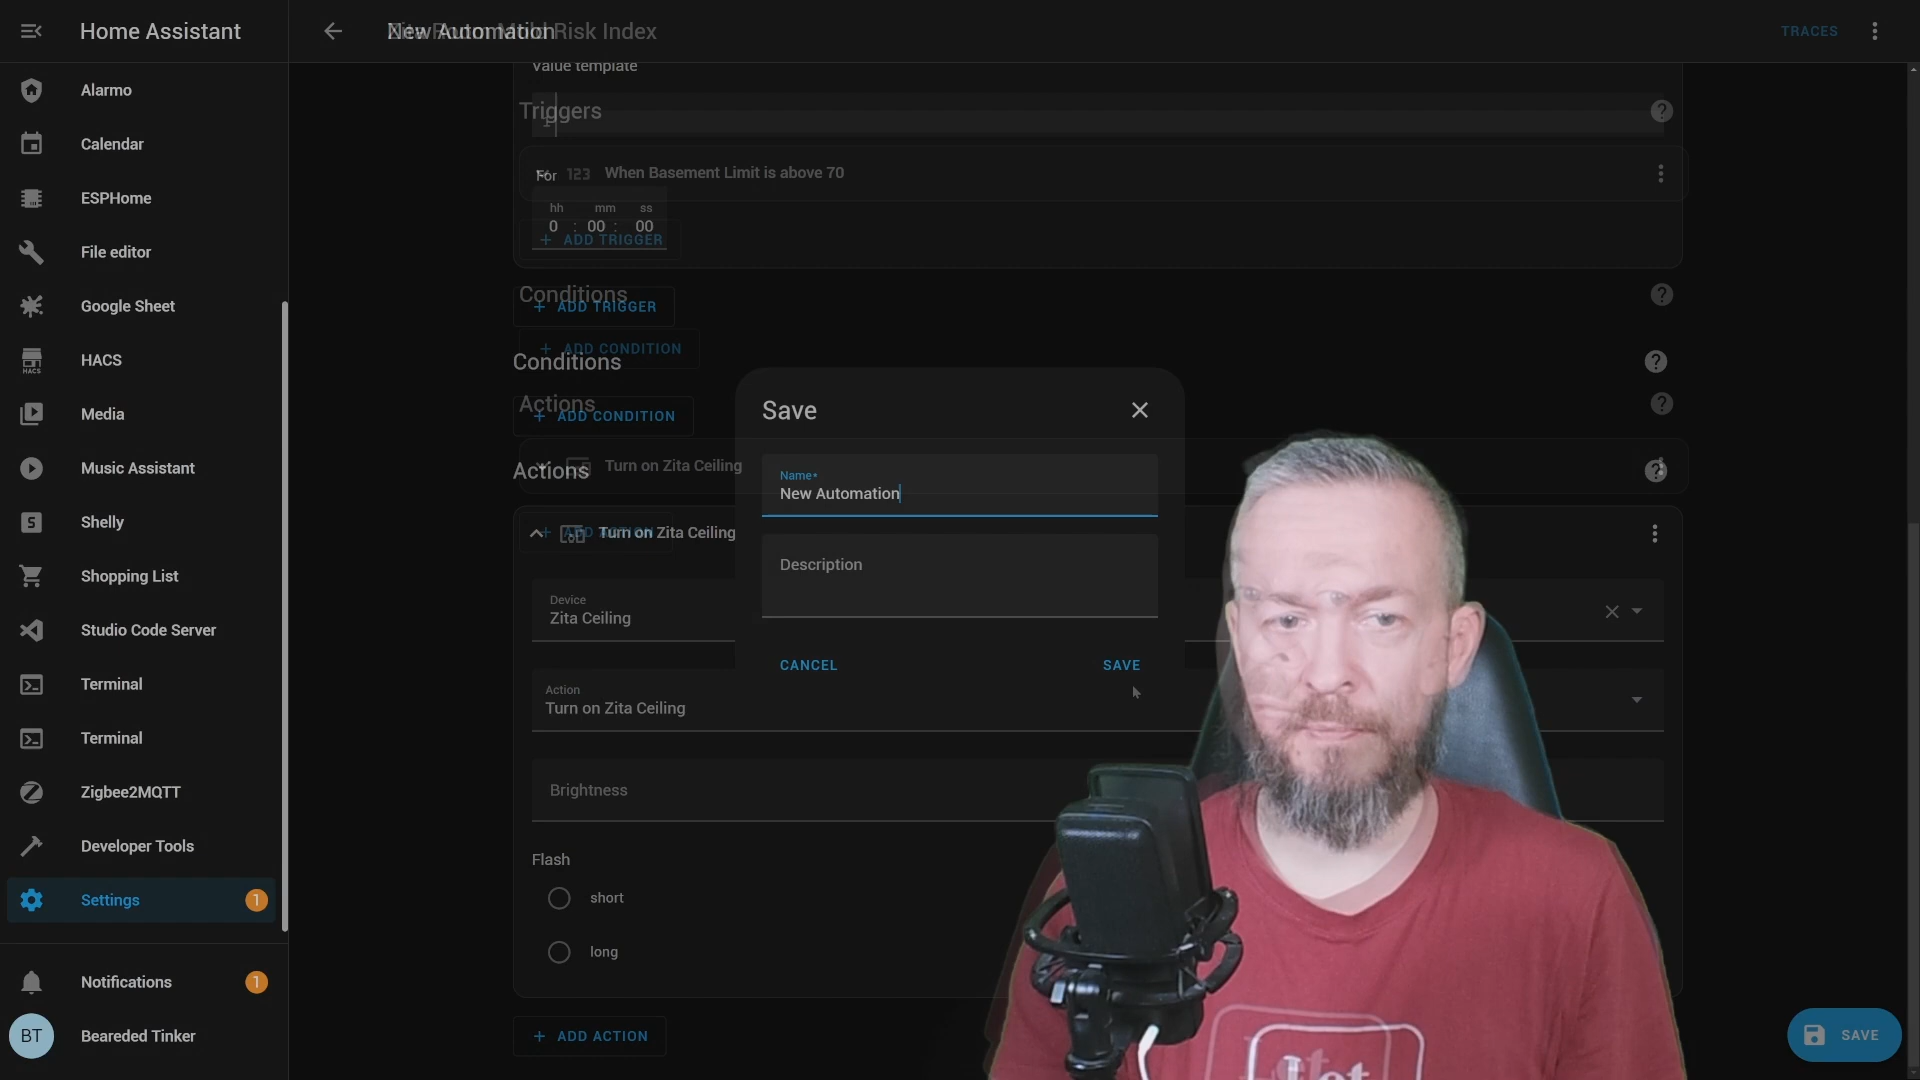 Home Assistant
New Automation
Risk Index
TRACES
Alarmo
Calendar
ESPHome
File editor
Google Sheet
HACS
Media
Music Assistant
Shelly
Shopping List
Studio Code Server
Terminal
Terminal
Zigbee2MQTT
Developer Tools
Settings
1
Notifications
1
BT
Beareded Tinker
Value template
Triggers
1
123
When Basement Limit is above 70
For
hh mm ss
0 : 00 : 00
+ ADD TRIGGER
Conditions
+ ADD TRIGGER
+ ADD CONDITION
Conditions
Actions
+ ADD CONDITION
Turn on Zita Ceiling
Actions
+ ADD ACTION
Turn on Zita Ceiling
Device
Zita Ceiling
Action
Turn on Zita Ceiling
Brightness
Flash
short
long
+ ADD ACTION
Save
Name*
New Automation
Description
CANCEL
SAVE
SAVE